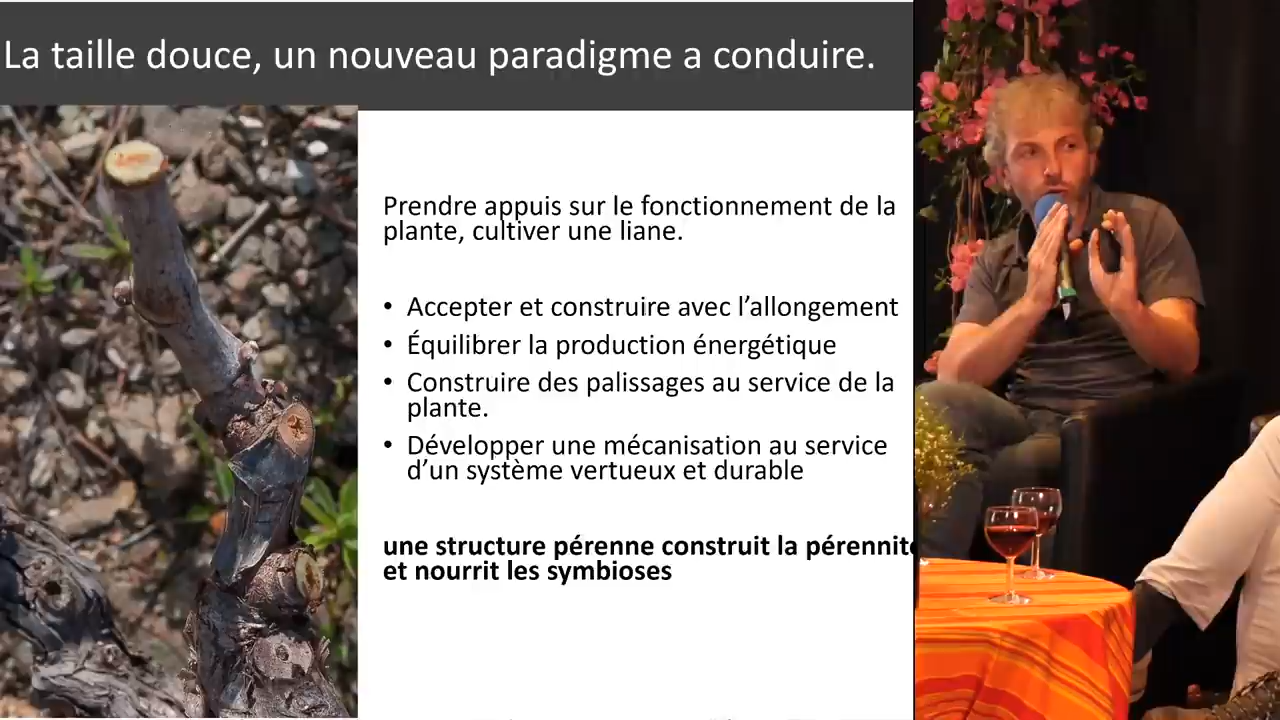 La taille douce, un nouveau paradigme a conduire.
Prendre appuis sur le fonctionnement de la
plante, cultiver une liane.
• Accepter et construire avec l’allongement
• Équilibrer la production énergétique
• Construire des palissages au service de la
plante.
• Développer une mécanisation au service
d’un système vertueux et durable
une structure pérenne construit la pérennité
et nourrit les symbioses